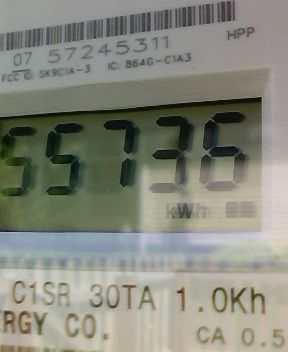 07 57245311
HPP
FCC ID: SK9C1A-3 IC: 864G-C1A3
55736
kWh
C1SR 30TA 1.0Kh
ERGY CO.
CA 0.5